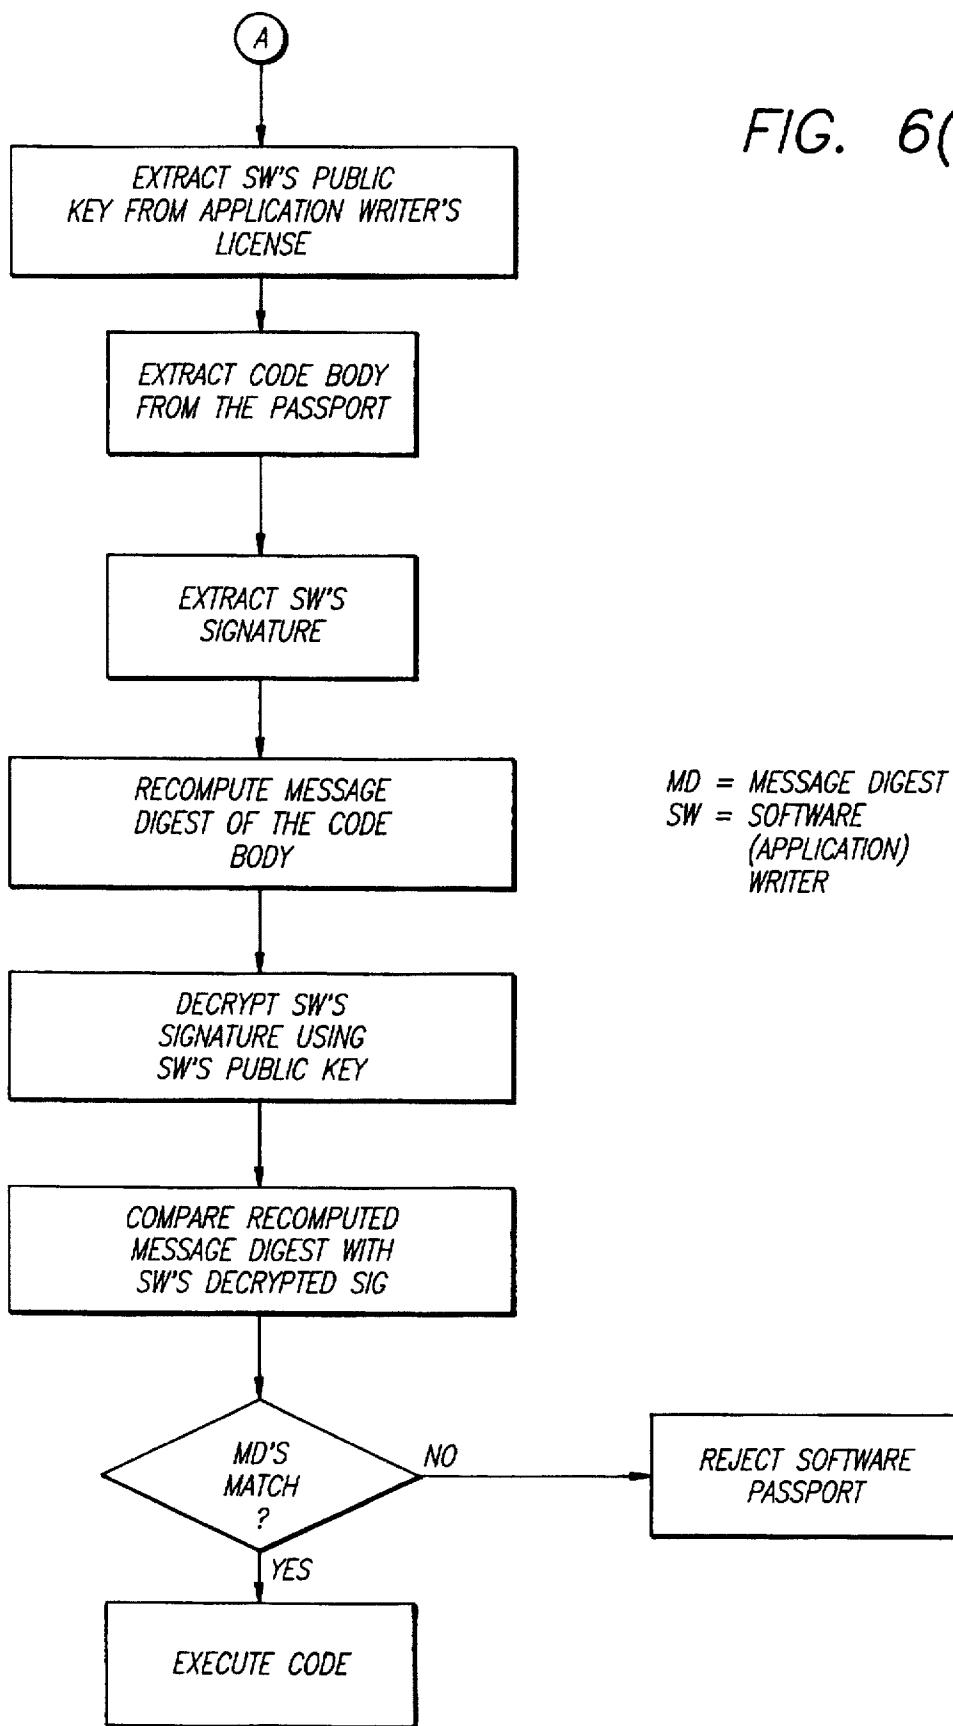 A
FIG. 6(
EXTRACT SW'S PUBLIC
KEY FROM APPLICATION WRITER'S
LICENSE
EXTRACT CODE BODY
FROM THE PASSPORT
EXTRACT SW'S
SIGNATURE
RECOMPUTE MESSAGE
DIGEST OF THE CODE
BODY
MD = MESSAGE DIGEST
SW = SOFTWARE
(APPLICATION)
WRITER
DECRYPT SW'S
SIGNATURE USING
SW'S PUBLIC KEY
COMPARE RECOMPUTED
MESSAGE DIGEST WITH
SW'S DECRYPTED SIG
MD'S
MATCH
?
NO
REJECT SOFTWARE
PASSPORT
YES
EXECUTE CODE